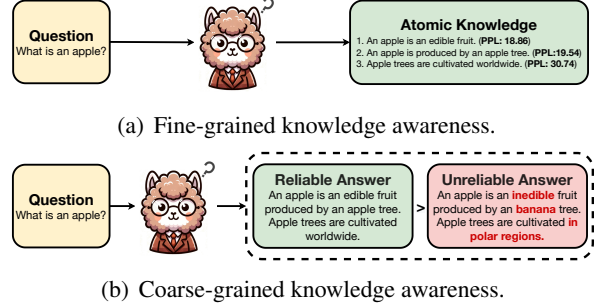 Question
What is an apple?
?
Atomic Knowledge
1. An apple is an edible fruit. (PPL: 18.86)
2. An apple is produced by an apple tree. (PPL:19.54)
3. Apple trees are cultivated worldwide. (PPL: 30.74)
(a) Fine-grained knowledge awareness.
Question
What is an apple?
?
Reliable Answer
An apple is an edible fruit
produced by an apple tree.
Apple trees are cultivated
worldwide.
>
Unreliable Answer
An apple is an inedible fruit
produced by an banana tree.
Apple trees are cultivated in
polar regions.
(b) Coarse-grained knowledge awareness.